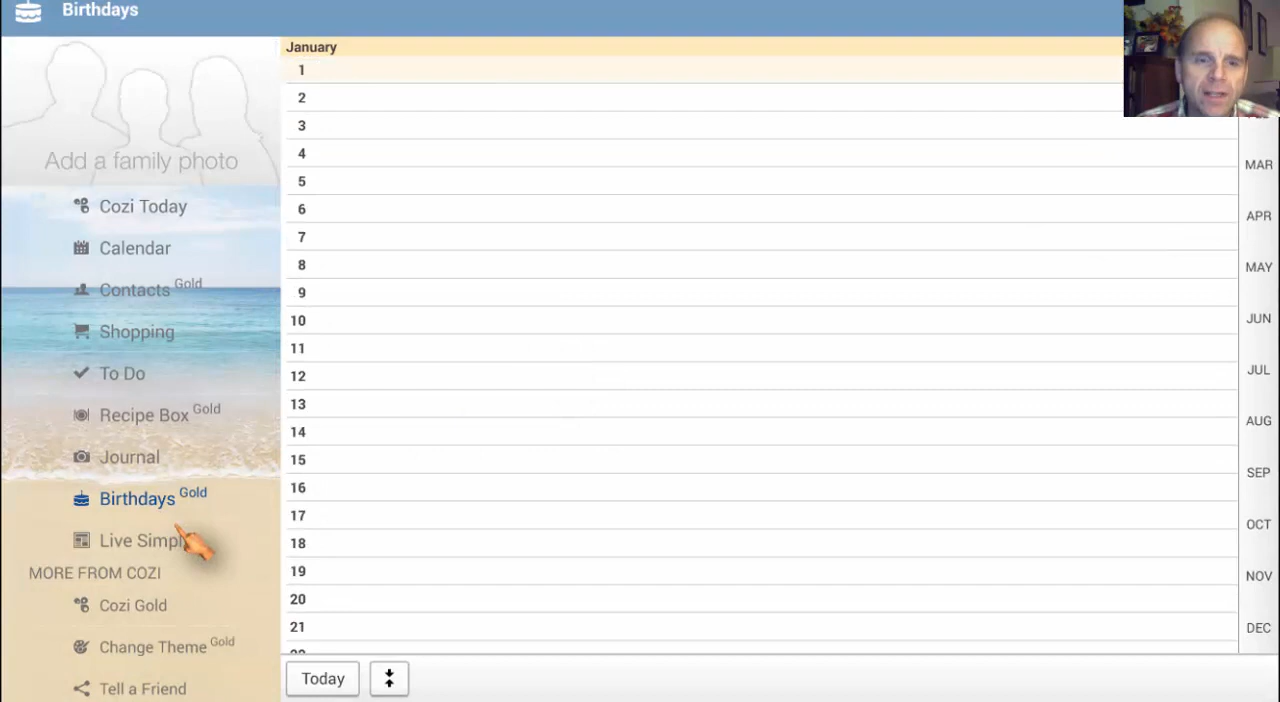 Birthdays
Add a family photo
Cozi Today
Calendar
Contacts Gold
Shopping
To Do
Recipe Box Gold
Journal
Birthdays Gold
Live Simpl
MORE FROM COZI
Cozi Gold
Change Theme Gold
Tell a Friend
January
1
2
3
4
5
6
7
8
9
10
11
12
13
14
15
16
17
18
19
20
21
MAR
APR
MAY
JUN
JUL
AUG
SEP
OCT
NOV
DEC
Today